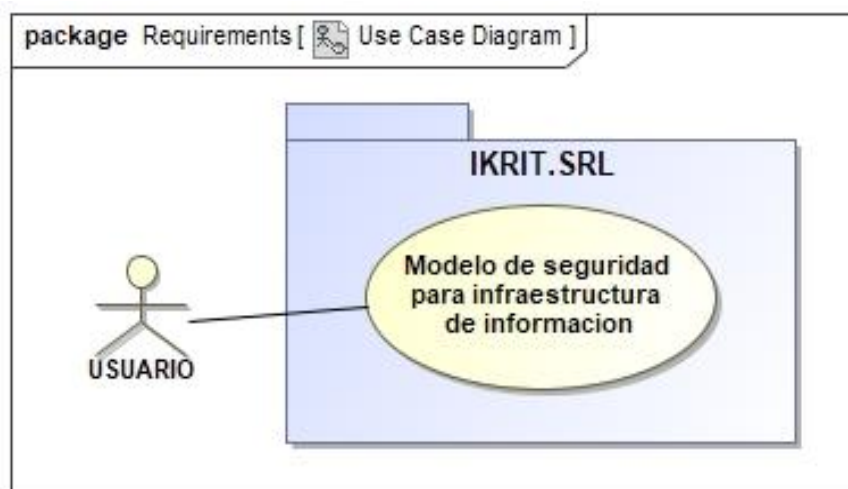 package Requirements [ Use Case Diagram ]
IKRIT.SRL
Modelo de seguridad
para infraestructura
de informacion
USUARIO